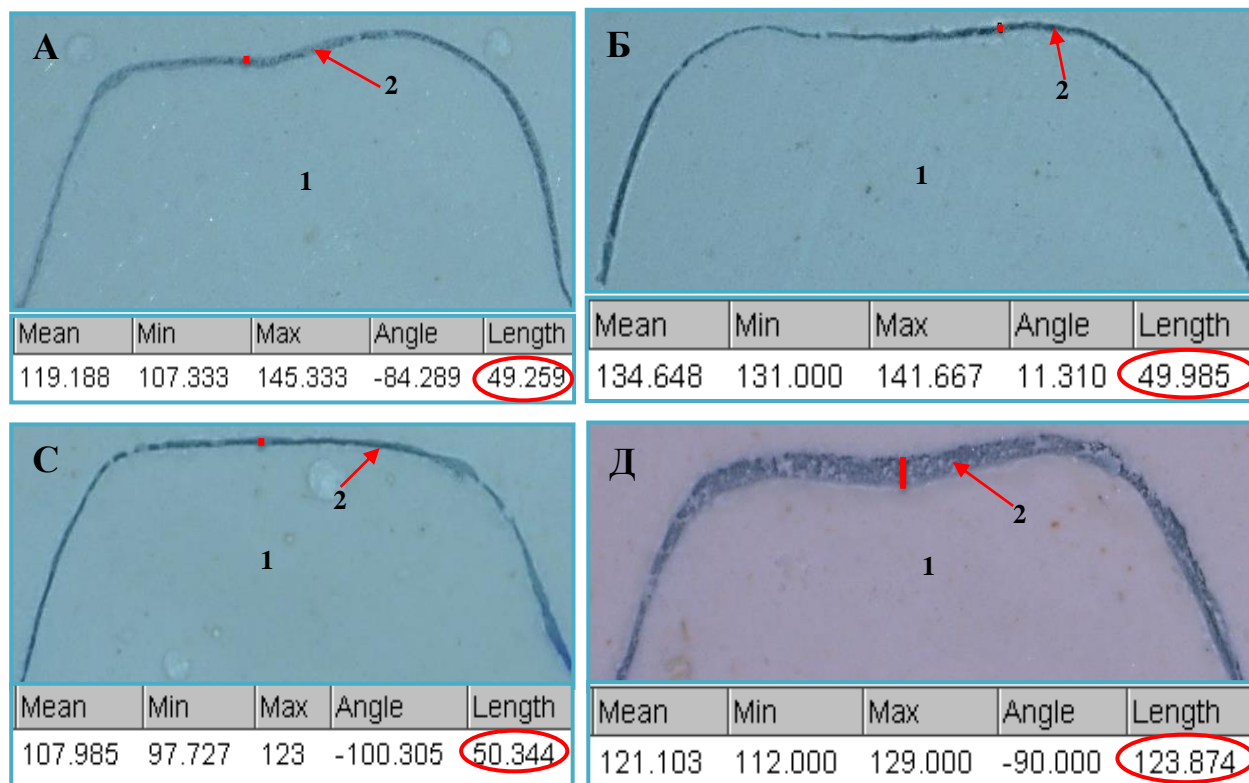 А
2
1
Mean Min Max Angle Length
119.188 107.333 145.333 -84.289 49.259
Б
2
1
Mean Min Max Angle Length
134.648 131.000 141.667 11.310 49.985
С
2
1
Mean Min Max Angle Length
107.985 97.727 123 -100.305 50.344
Д
2
1
Mean Min Max Angle Length
121.103 112.000 129.000 -90.000 123.874